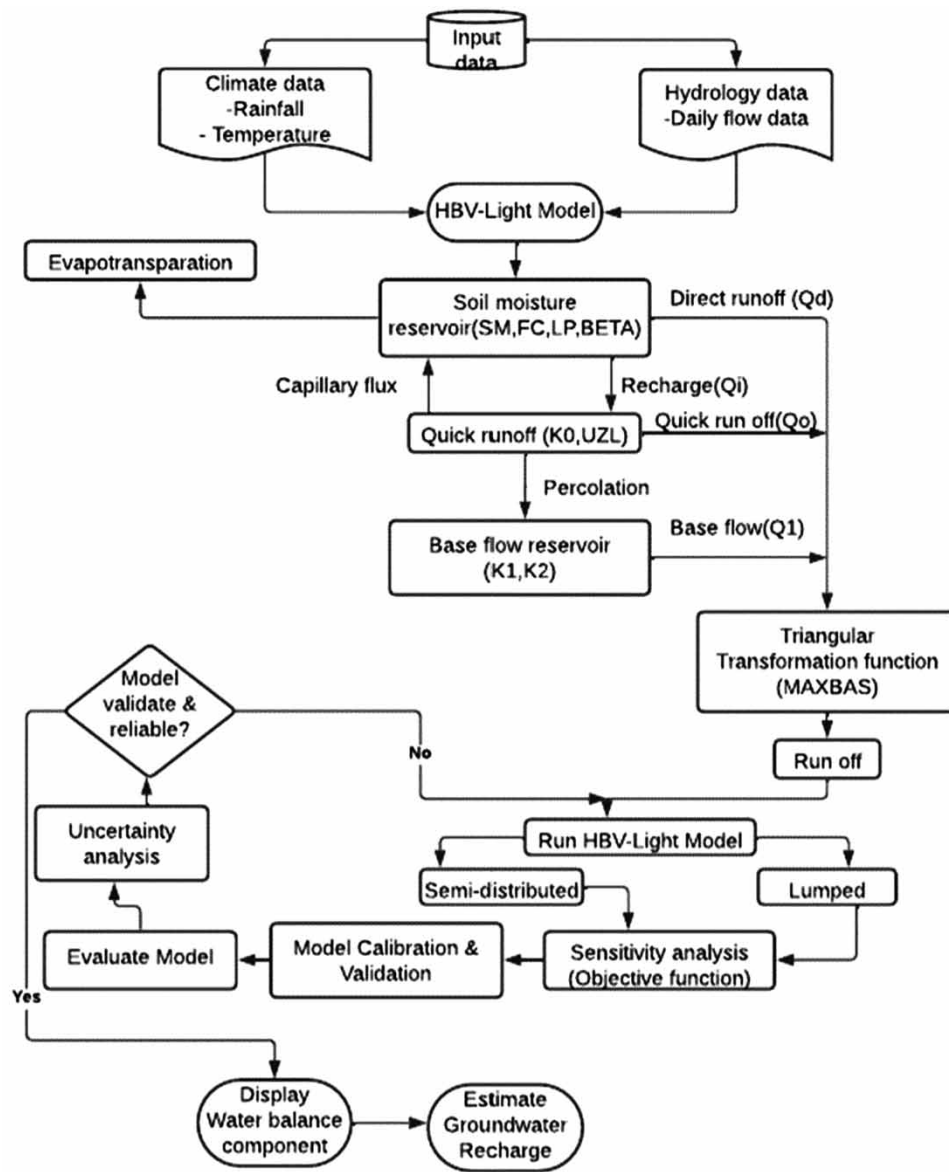 Input
data
Climate data
-Rainfall
- Temperature
Hydrology data
-Daily flow data
HBV-Light Model
Evapotransparation
Soil moisture
reservoir(SM,FC,LP,BETA)
Direct runoff (Qd)
Capillary flux
Recharge(Qi)
Quick runoff (K0,UZL)
Quick run off(Qo)
Percolation
Base flow reservoir
(K1,K2)
Base flow(Q1)
Triangular
Transformation function
(MAXBAS)
Model
validate &
reliable?
No
Run off
Uncertainty
analysis
Run HBV-Light Model
Semi-distributed
Lumped
Evaluate Model
Model Calibration &
Validation
Sensitivity analysis
(Objective function)
Yes
Display
Water balance
component
Estimate
Groundwater
Recharge